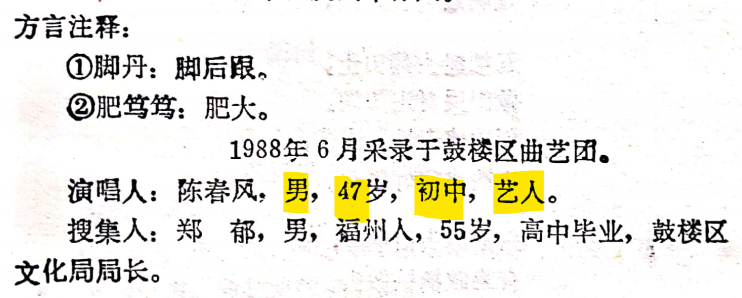 方言注释：
①脚丹：脚后跟。
②肥笃笃：肥大。
1988年6月采录于鼓楼区曲艺团。
演唱人：陈春风，男，47岁，初中，艺人。
搜集人：郑　郁，男，福州人，55岁，高中毕业，鼓楼区
文化局局长。